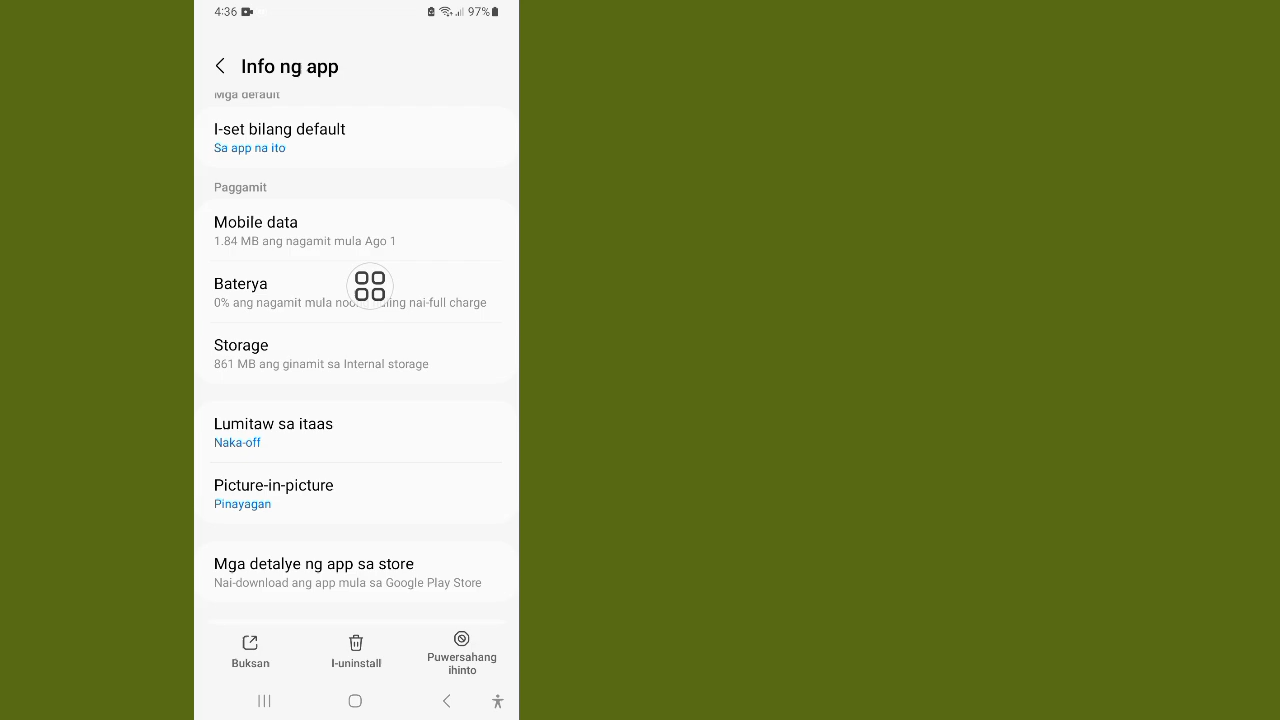 4:36
97%
Info ng app
Mga default
I-set bilang default
Sa app na ito
Paggamit
Mobile data
1.84 MB ang nagamit mula Ago 1
Baterya
0% ang nagamit mula nai-full charge
Storage
861 MB ang ginamit sa Internal storage
Lumitaw sa itaas
Naka-off
Picture-in-picture
Pinayagan
Mga detalye ng app sa store
Nai-download ang app mula sa Google Play Store
Buksan
I-uninstall
Puwersahang
ihinto